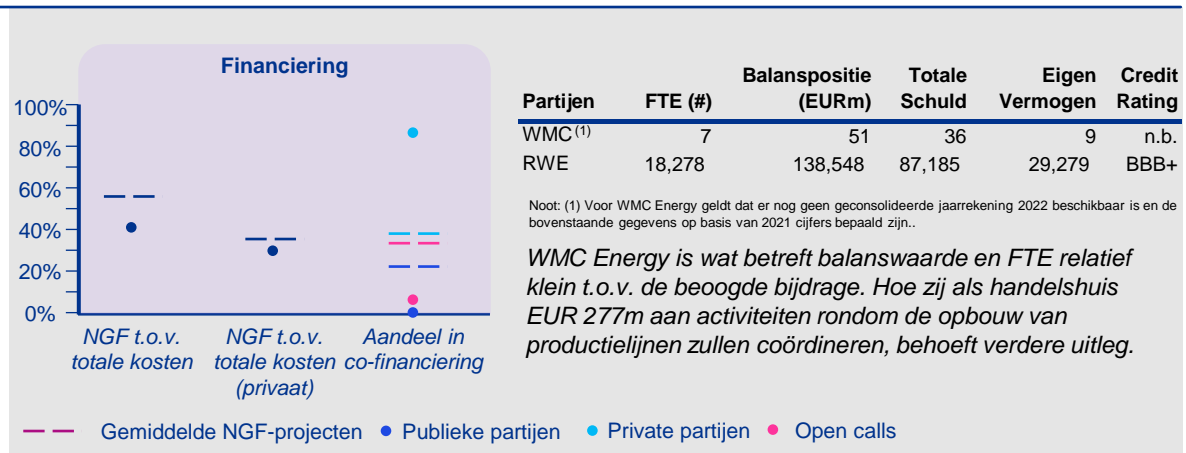 Financiering
100%
80%
60%
40%
20%
0%
NGF t.o.v. totale kosten
NGF t.o.v. totale kosten (privaat)
Aandeel in co-financiering
Gemiddelde NGF-projecten
Publieke partijen
Private partijen
Open calls
Balanspositie Totale Eigen Credit
Partijen FTE (#) (EURm) Schuld Vermogen Rating
WMC (1) 7 51 36 9 n.b.
RWE 18,278 138,548 87,185 29,279 BBB+
Noot: (1) Voor WMC Energy geldt dat er nog geen geconsolideerde jaarrekening 2022 beschikbaar is en de
bovenstaande gegevens op basis van 2021 cijfers bepaald zijn..
WMC Energy is wat betreft balanswaarde en FTE relatief
klein t.o.v. de beoogde bijdrage. Hoe zij als handelshuis
EUR 277m aan activiteiten rondom de opbouw van
productielijnen zullen coördineren, behoeft verdere uitleg.